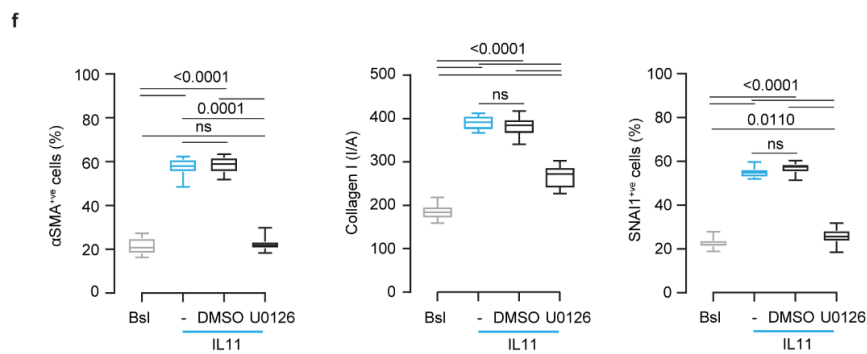 f
αSMA+ve cells (%)
100
80
60
40
20
0
<0.0001
0.0001
ns
Bsl - DMSO U0126
IL11
Collagen I (I/A)
500
400
300
200
100
0
<0.0001
ns
Bsl - DMSO U0126
IL11
SNAI1+ve cells (%)
100
80
60
40
20
0
<0.0001
0.0110
ns
Bsl - DMSO U0126
IL11